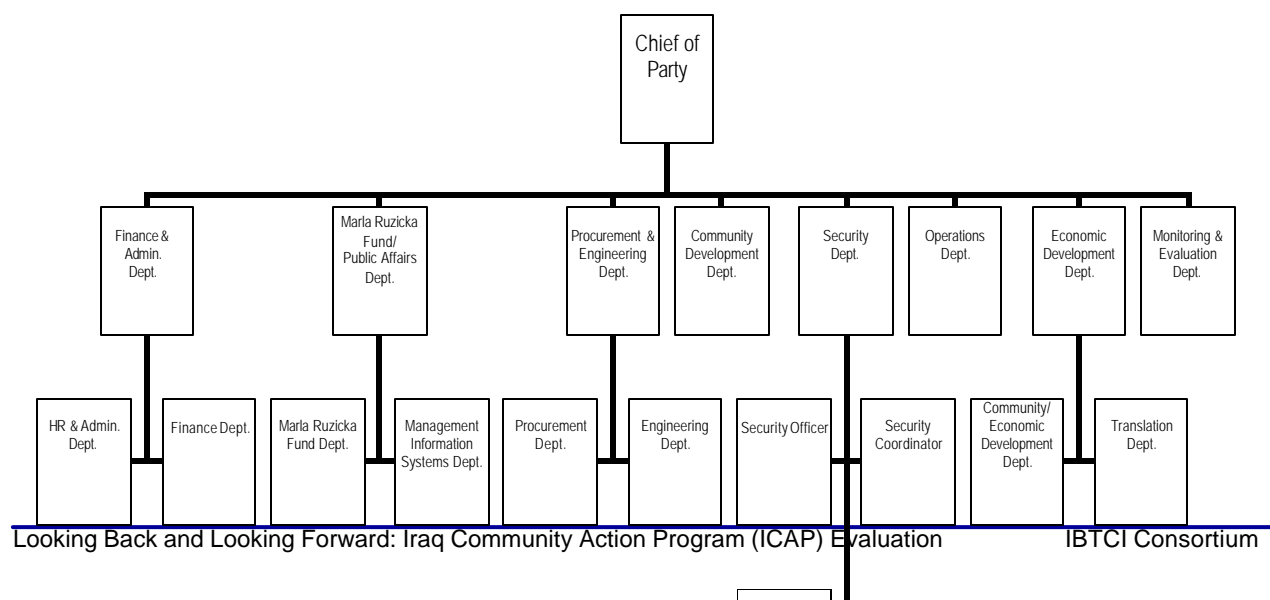 Chief of
Party
Finance &
Admin.
Dept.
Marla Ruzicka
Fund/
Public Affairs
Dept.
Procurement &
Engineering
Dept.
Community
Development
Dept.
Security
Dept.
Operations
Dept.
Economic
Development
Dept.
Monitoring &
Evaluation
Dept.
HR & Admin.
Dept.
Finance Dept.
Marla Ruzicka
Fund Dept.
Management
Information
Systems Dept.
Procurement
Dept.
Engineering
Dept.
Security Officer
Security
Coordinator
Community/
Economic
Development
Dept.
Translation
Dept.
Looking Back and Looking Forward: Iraq Community Action Program (ICAP) Evaluation IBTCI Consortium